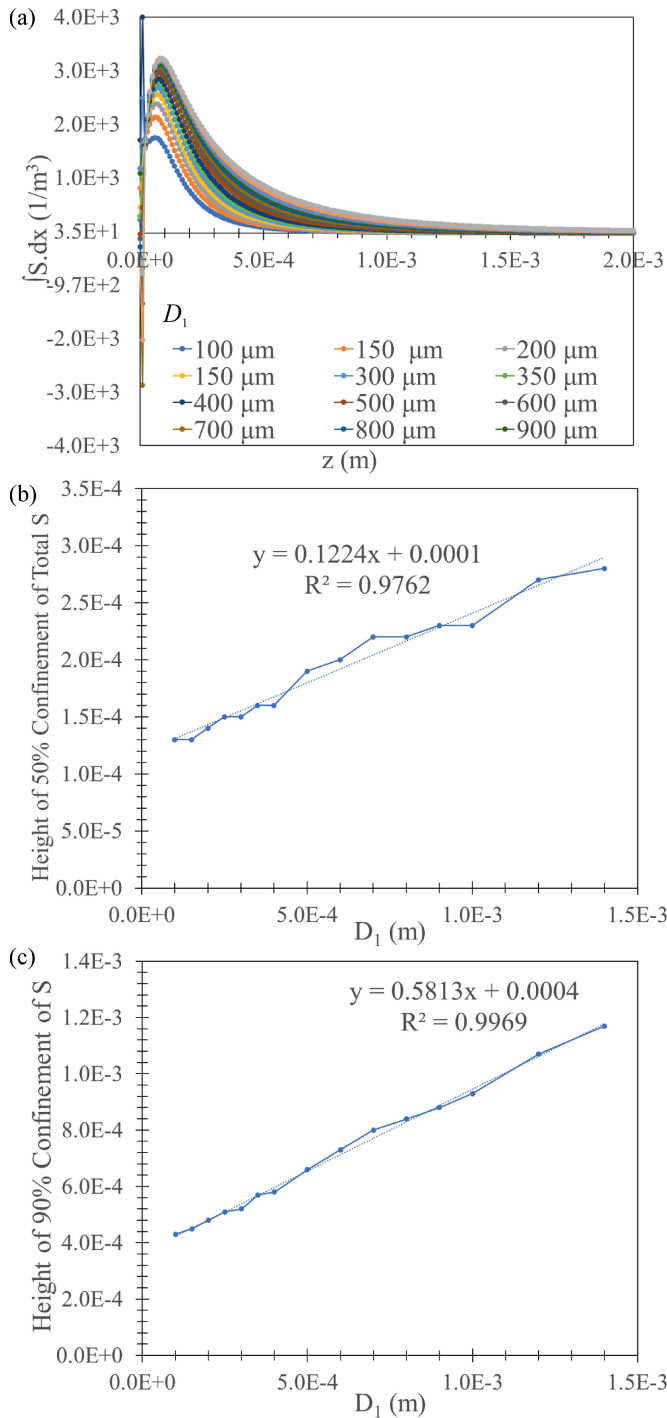 (a)
4.0E+3
3.0E+3
2.0E+3
1.0E+3
3.5E+1
-9.7E+2
-2.0E+3
-3.0E+3
-4.0E+3
∫S.dx (1/m³)
0.0E+0 5.0E-4 1.0E-3 1.5E-3 2.0E-3
D₁
100 μm 150 μm 200 μm
150 μm 300 μm 350 μm
400 μm 500 μm 600 μm
700 μm 800 μm 900 μm
z (m)
(b)
3.5E-4
3.0E-4
2.5E-4
2.0E-4
1.5E-4
1.0E-4
5.0E-5
0.0E+0
Height of 50% Confinement of Total S
y = 0.1224x + 0.0001
R² = 0.9762
0.0E+0 5.0E-4 1.0E-3 1.5E-3
D₁ (m)
(c)
1.4E-3
1.2E-3
1.0E-3
8.0E-4
6.0E-4
4.0E-4
2.0E-4
0.0E+0
Height of 90% Confinement of S
y = 0.5813x + 0.0004
R² = 0.9969
0.0E+0 5.0E-4 1.0E-3 1.5E-3
D₁ (m)